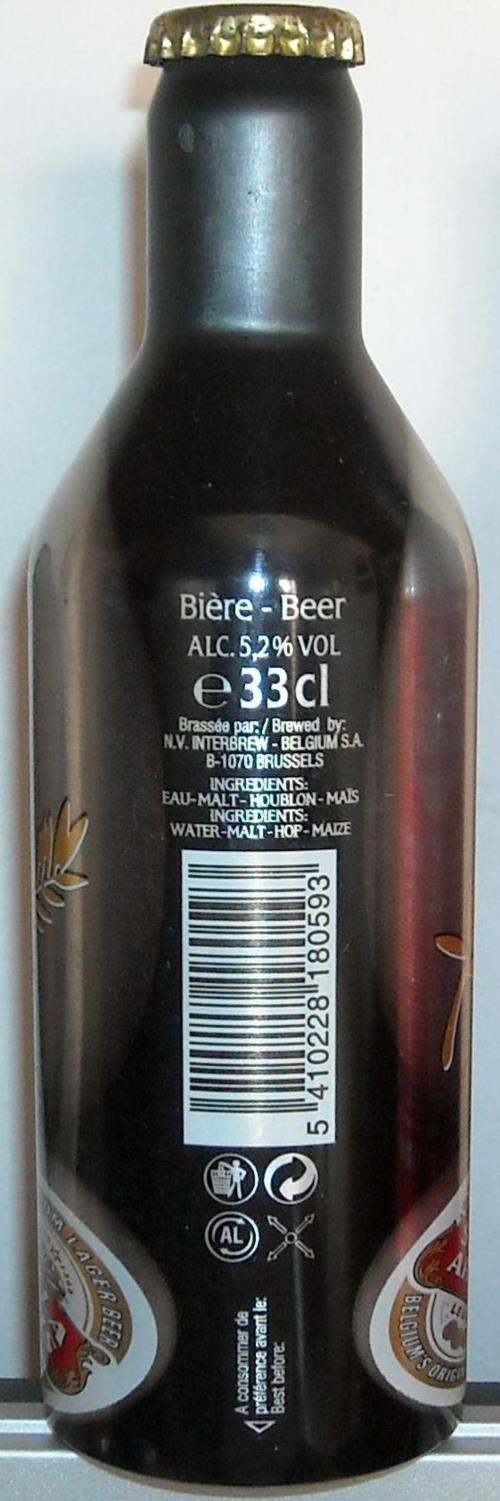 Bière - Beer
ALC. 5,2% VOL
e 33 cl
Brassée par: / Brewed by:
N.V. INTERBREW - BELGIUM S.A.
B-1070 BRUSSELS
INGREDIENTS:
EAU-MALT-HOUBLON-MAÏS
INGREDIENTS:
WATER-MALT-HOP-MAIZE
5 410228 180593
AL
A consommer de
préférence avant le:
Best before:
LAGER BEER
BELGIUM'S